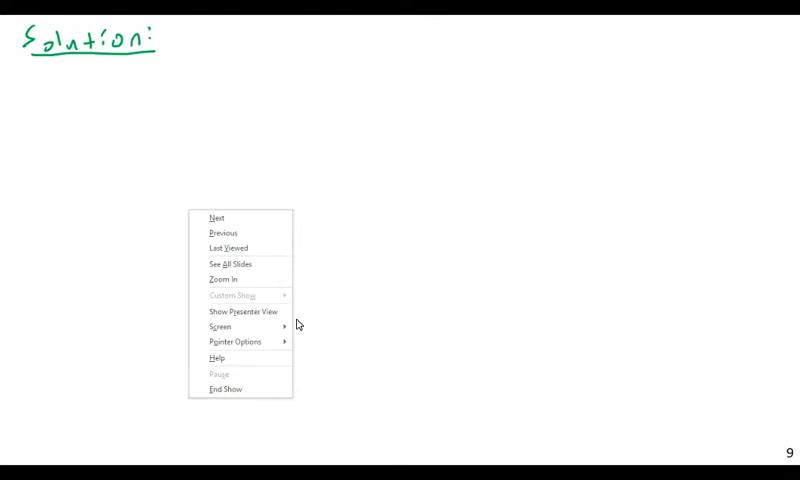 Solution:
Next
Previous
Last Viewed
See All Slides
Zoom In
Custom Show
Show Presenter View
Screen
Pointer Options
Help
Pause
End Show
9